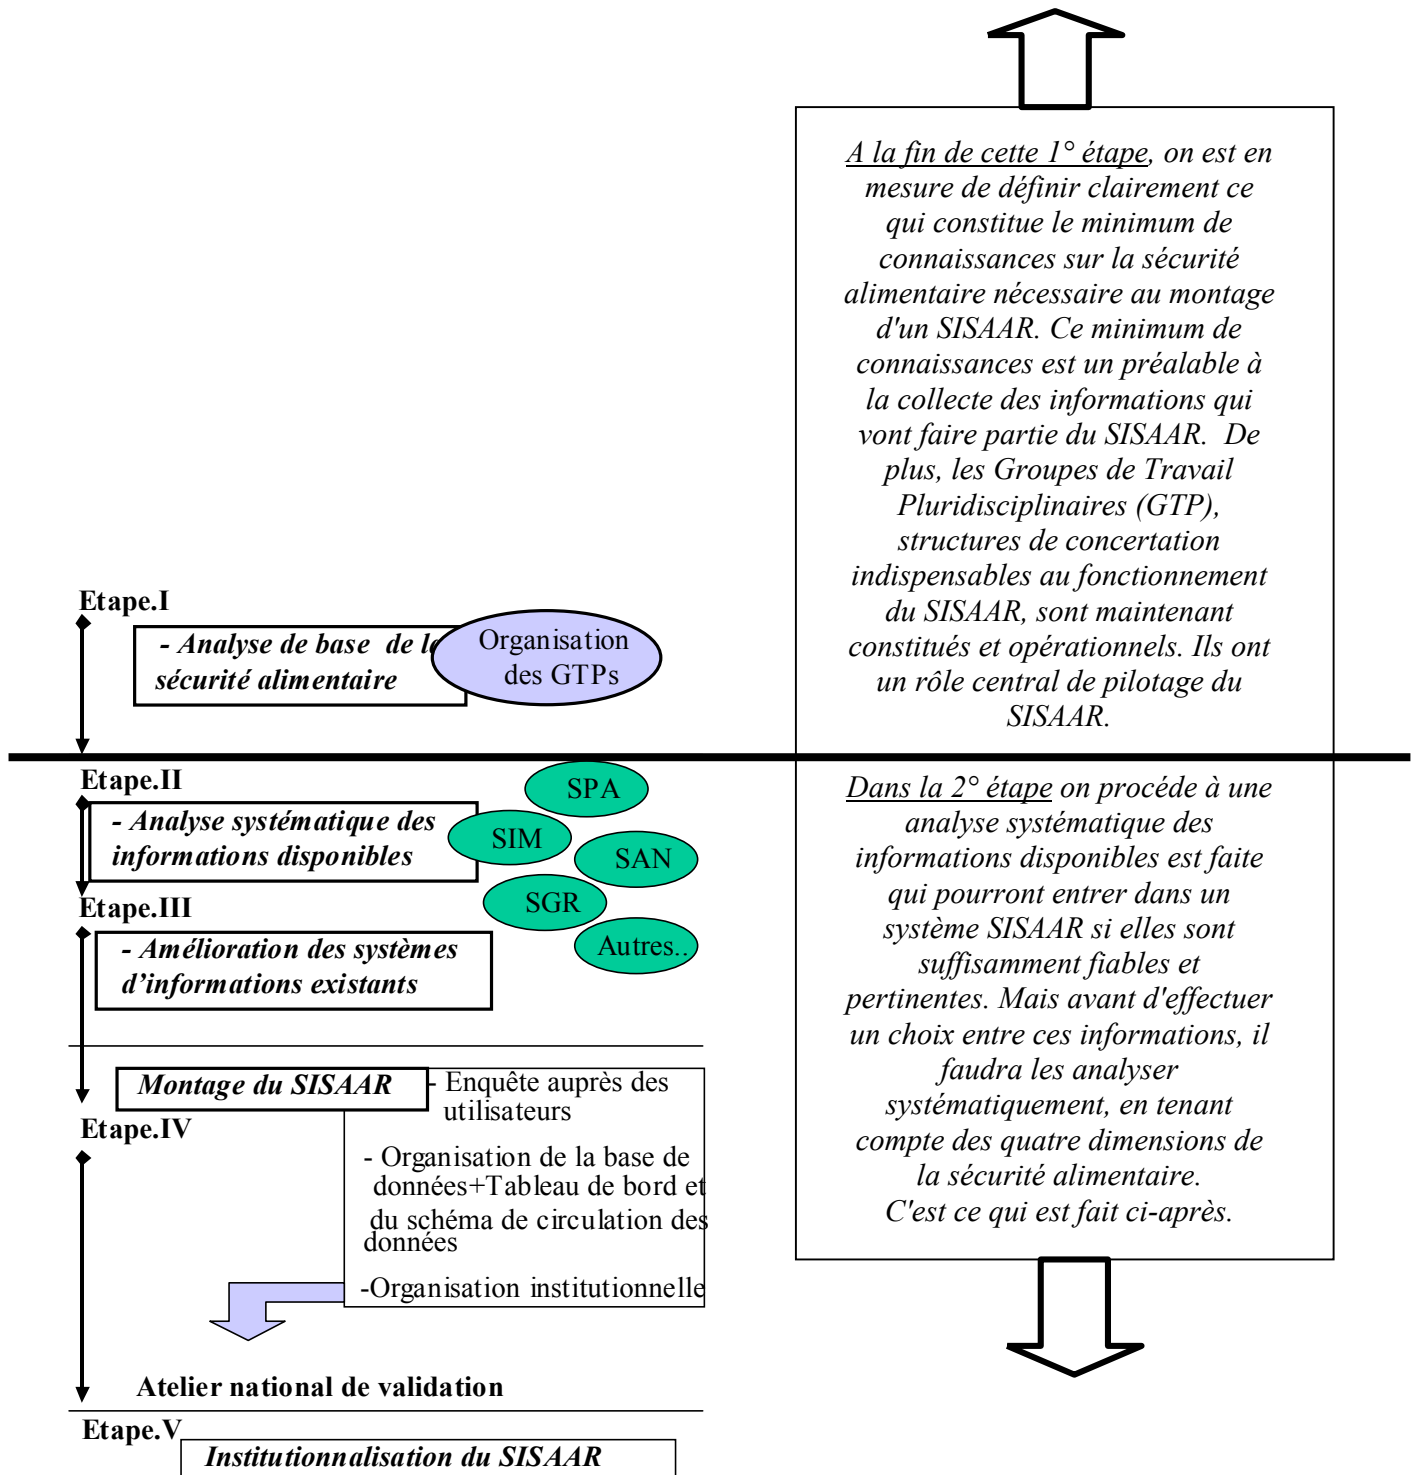 Etape.I
- Analyse de base  de la
sécurité alimentaire
Organisation
des GTPs
Etape.II
- Analyse systématique des
informations disponibles
SPA
SIM
SAN
SGR
Autres..
Etape.III
- Amélioration des systèmes
d’informations existants
Montage du SISAAR
- Enquête auprès des
utilisateurs
Etape.IV
- Organisation de la base de
données+Tableau de bord et
du schéma de circulation des
données
-Organisation institutionnelle
Atelier national de validation
Etape.V
Institutionnalisation du SISAAR
A la fin de cette 1° étape, on est en
mesure de définir clairement ce
qui constitue le minimum de
connaissances sur la sécurité
alimentaire nécessaire au montage
d'un SISAAR. Ce minimum de
connaissances est un préalable à
la collecte des informations qui
vont faire partie du SISAAR.  De
plus, les Groupes de Travail
Pluridisciplinaires (GTP),
structures de concertation
indispensables au fonctionnement
du SISAAR, sont maintenant
constitués et opérationnels. Ils ont
un rôle central de pilotage du
SISAAR.
Dans la 2° étape on procéde à une
analyse systématique des
informations disponibles est faite
qui pourront entrer dans un
système SISAAR si elles sont
suffisamment fiables et
pertinentes. Mais avant d'effectuer
un choix entre ces informations, il
faudra les analyser
systématiquement, en tenant
compte des quatre dimensions de
la sécurité alimentaire.
C'est ce qui est fait ci-après.